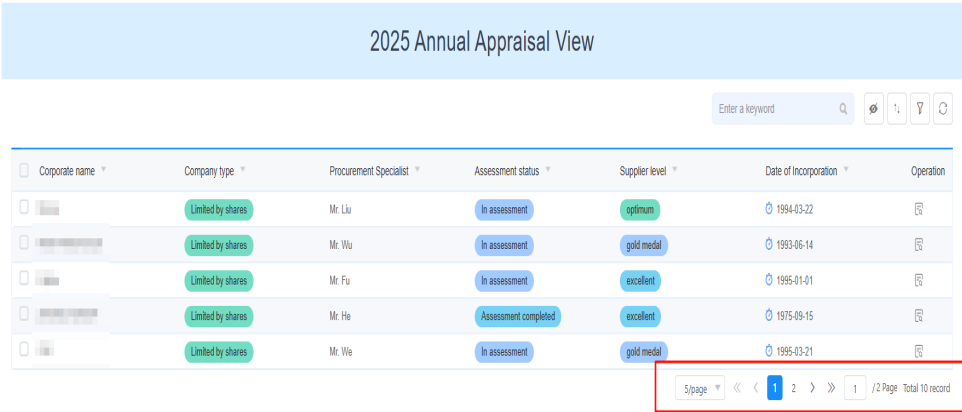 2025 Annual Appraisal View
Enter a keyword
Corporate name Company type Procurement Specialist Assessment status Supplier level Date of Incorporation Operation
Limited by shares Mr. Liu In assessment optimum 1994-03-22
Limited by shares Mr. Wu In assessment gold medal 1993-06-14
Limited by shares Mr. Fu In assessment excellent 1995-01-01
Limited by shares Mr. He Assessment completed excellent 1975-09-15
Limited by shares Mr. We In assessment gold medal 1995-03-21
5/page 1 2 1 / 2 Page Total 10 record